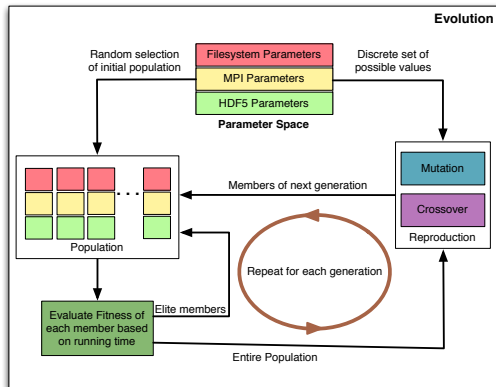 Evolution
Random selection
of initial population
Filesystem Parameters
MPI Parameters
HDF5 Parameters
Parameter Space
Discrete set of
possible values
Mutation
Crossover
Reproduction
Members of next generation
. . .
Population
Repeat for each generation
Elite members
Evaluate Fitness of
each member based
on running time
Entire Population